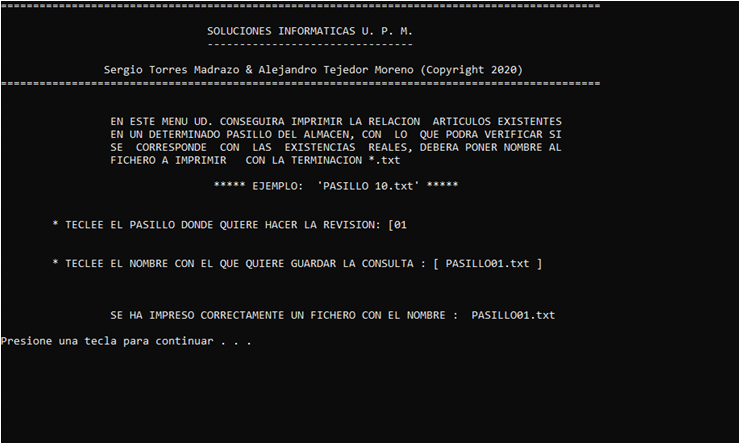 ==============================================================================================
SOLUCIONES INFORMATICAS U. P. M.
--------------------------------
Sergio Torres Madrazo & Alejandro Tejedor Moreno (Copyright 2020)
==============================================================================================
EN ESTE MENU UD. CONSEGUIRA IMPRIMIR LA RELACION  ARTICULOS EXISTENTES
EN UN DETERMINADO PASILLO DEL ALMACEN, CON  LO  QUE PODRA VERIFICAR SI
SE  CORRESPONDE  CON  LAS  EXISTENCIAS  REALES, DEBERA PONER NOMBRE AL
FICHERO A IMPRIMIR   CON LA TERMINACION *.txt
***** EJEMPLO:  'PASILLO 10.txt' *****
* TECLEE EL PASILLO DONDE QUIERE HACER LA REVISION: [01
* TECLEE EL NOMBRE CON EL QUE QUIERE GUARDAR LA CONSULTA : [ PASILLO01.txt ]
SE HA IMPRESO CORRECTAMENTE UN FICHERO CON EL NOMBRE :  PASILLO01.txt
Presione una tecla para continuar . . .